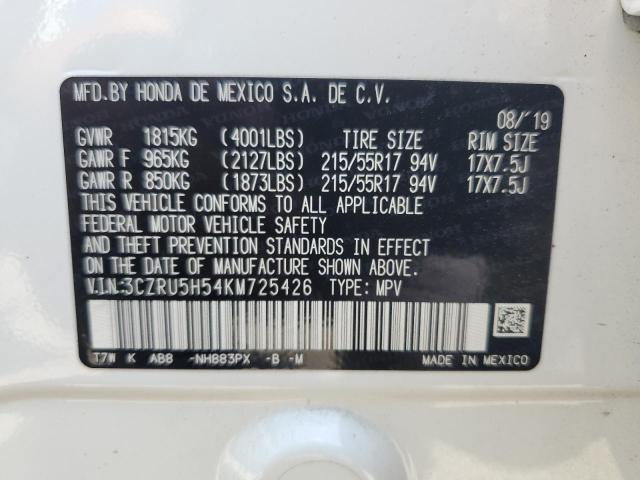 MFD.BY HONDA DE MEXICO S.A. DE C.V.
08/'19
GVWR 1815KG (4001LBS) TIRE SIZE RIM SIZE
GAWR F 965KG (2127LBS) 215/55R17 94V 17X7.5J
GAWR R 850KG (1873LBS) 215/55R17 94V 17X7.5J
THIS VEHICLE CONFORMS TO ALL APPLICABLE
FEDERAL MOTOR VEHICLE SAFETY
AND THEFT PREVENTION STANDARDS IN EFFECT
ON THE DATE OF MANUFACTURE SHOWN ABOVE.
V.I.N:3CZRU5H54KM725426 TYPE: MPV
T7W K ABB -NH883PX -B -M MADE IN MEXICO